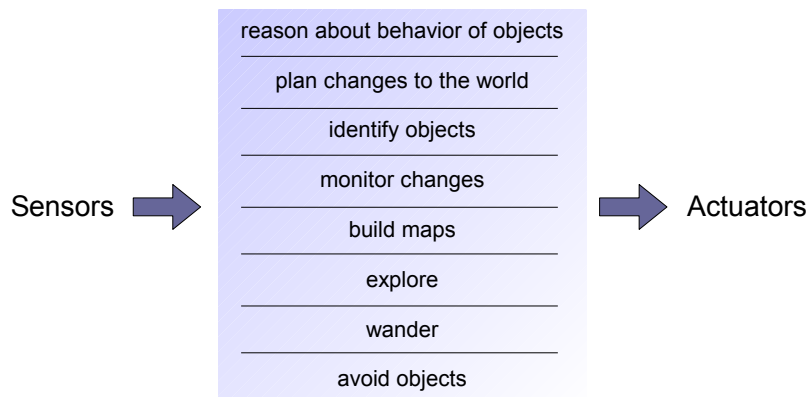 reason about behavior of objects
plan changes to the world
identify objects
monitor changes
Sensors
Actuators
build maps
explore
wander
avoid objects